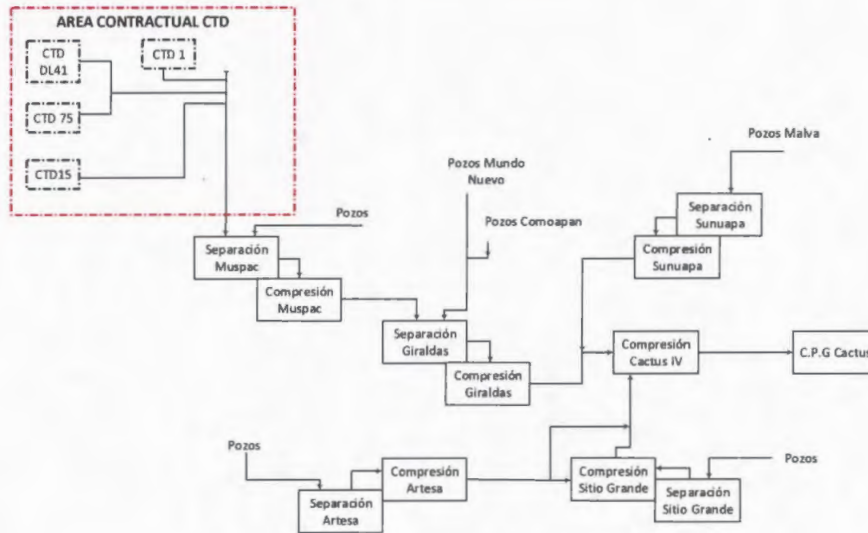 AREA CONTRACTUAL CTD
CTD
DL41
CTD 1
CTD 75
CTD15
Pozos Malva
Pozos Mundo
Nuevo
Separación
Sunuapa
Pozos
Pozos Comoapan
Separación
Muspac
Compresión
Sunuapa
Compresión
Muspac
Separación
Giraldas
Compresión
Cactus IV
C.P.G Cactus
Compresión
Giraldas
Pozos
Compresión
Artesa
Compresión
Sitio Grande
Pozos
Separación
Artesa
Separación
Sitio Grande